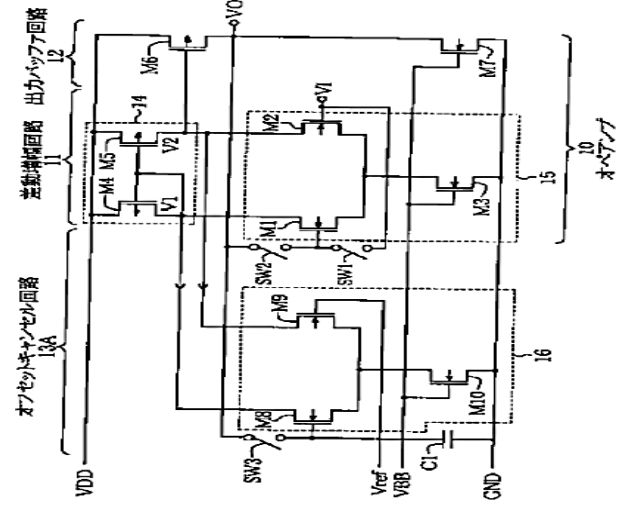 オフセットキャンセル回路
13A
差動増幅回路
11
出力バッファ回路
12
VDD
M4
M5
14
M6
V1
V2
VO
SW3
SW2
SW1
M8
M9
M1
M2
VI
Vref
VBB
C1
M10
M3
M7
GND
16
15
10
オペアンプ